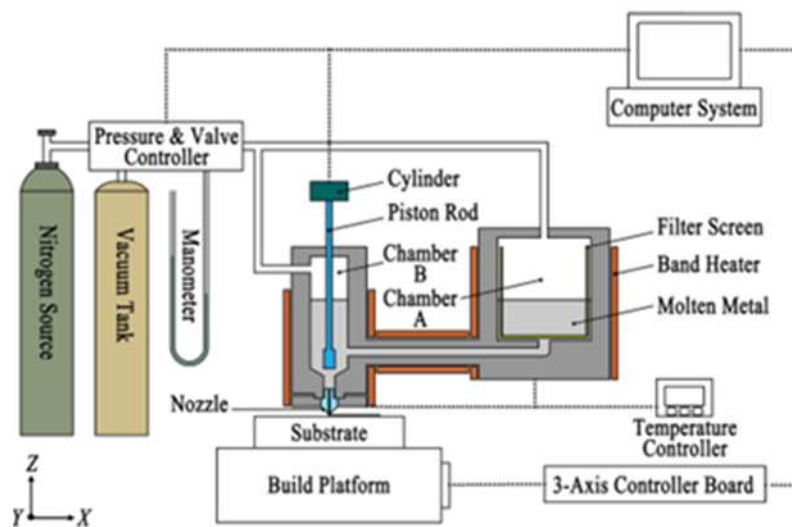 Computer System
Pressure & Valve
Controller
Cylinder
Piston Rod
Chamber
B
Chamber
A
Filter Screen
Band Heater
Molten Metal
Nitrogen Source
Vacuum Tank
Manometer
Nozzle
Substrate
Temperature
Controller
Build Platform
3-Axis Controller Board
Z
Y
X